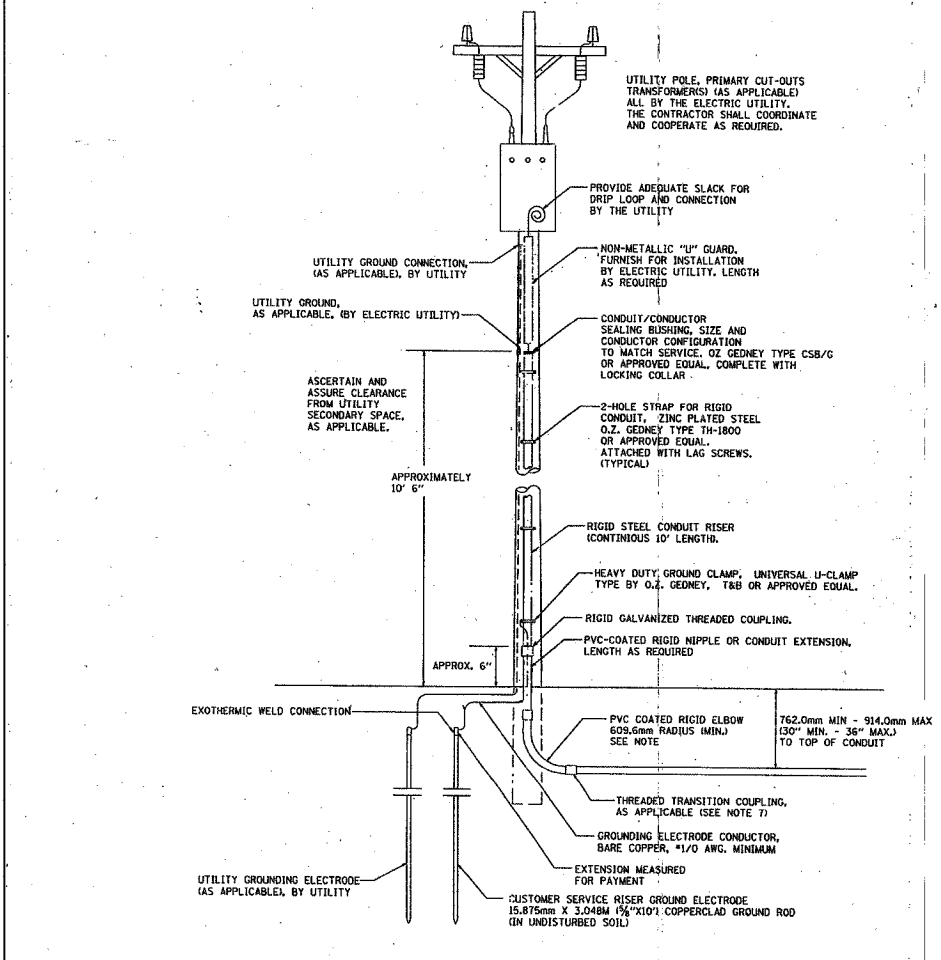 UTILITY POLE, PRIMARY CUT-OUTS
TRANSFORMER(S) (AS APPLICABLE)
ALL BY THE ELECTRIC UTILITY.
THE CONTRACTOR SHALL COORDINATE
AND COOPERATE AS REQUIRED.
PROVIDE ADEQUATE SLACK FOR
DRIP LOOP AND CONNECTION
BY THE UTILITY
UTILITY GROUND CONNECTION,
(AS APPLICABLE), BY UTILITY
NON-METALLIC "U" GUARD,
FURNISH FOR INSTALLATION
BY ELECTRIC UTILITY. LENGTH
AS REQUIRED
UTILITY GROUND,
AS APPLICABLE, (BY ELECTRIC UTILITY)
CONDUIT/CONDUCTOR
SEALING BUSHING, SIZE AND
CONDUCTOR CONFIGURATION
TO MATCH SERVICE. OZ GEDNEY TYPE CSB/G
OR APPROVED EQUAL, COMPLETE WITH
LOCKING COLLAR
ASCERTAIN AND
ASSURE CLEARANCE
FROM UTILITY
SECONDARY SPACE,
AS APPLICABLE.
2-HOLE STRAP FOR RIGID
CONDUIT, ZINC PLATED STEEL
O.Z. GEDNEY TYPE TH-1800
OR APPROVED EQUAL.
ATTACHED WITH LAG SCREWS.
(TYPICAL)
APPROXIMATELY
10' 6"
RIGID STEEL CONDUIT RISER
(CONTINIOUS 10' LENGTH).
HEAVY DUTY GROUND CLAMP, UNIVERSAL U-CLAMP
TYPE BY O.Z. GEDNEY, T&B OR APPROVED EQUAL.
RIGID GALVANIZED THREADED COUPLING.
PVC-COATED RIGID NIPPLE OR CONDUIT EXTENSION,
LENGTH AS REQUIRED
APPROX. 6"
EXOTHERMIC WELD CONNECTION
PVC COATED RIGID ELBOW
609.6mm RADIUS (MIN.)
SEE NOTE
762.0mm MIN - 914.0mm MAX
(30" MIN. - 36" MAX.)
TO TOP OF CONDUIT
THREADED TRANSITION COUPLING,
AS APPLICABLE (SEE NOTE 7)
GROUNDING ELECTRODE CONDUCTOR,
BARE COPPER, #1/0 AWG. MINIMUM
EXTENSION MEASURED
FOR PAYMENT
UTILITY GROUNDING ELECTRODE
(AS APPLICABLE), BY UTILITY
CUSTOMER SERVICE RISER GROUND ELECTRODE
15.875mm X 3.048M (5/8"X10') COPPERCLAD GROUND ROD
(IN UNDISTURBED SOIL)